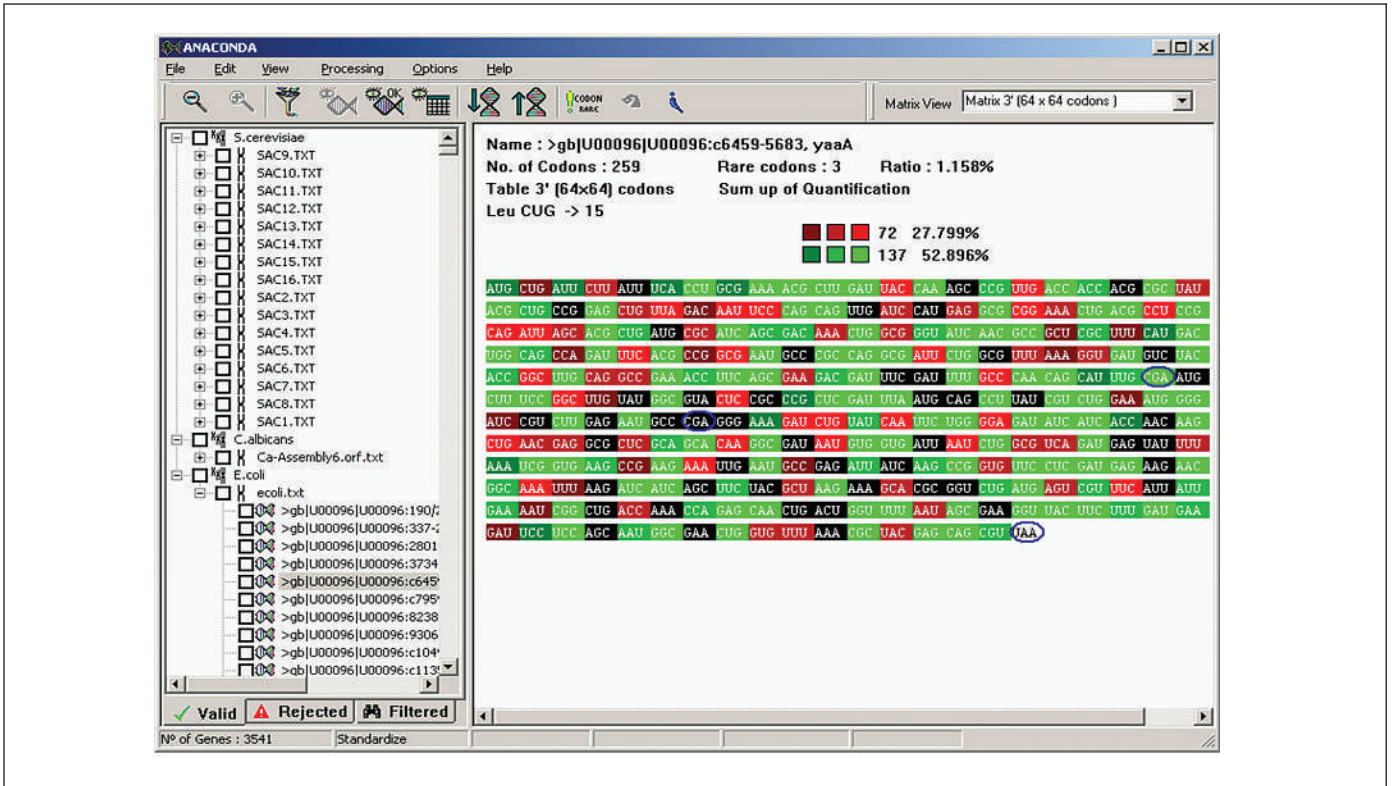 ANACONDA
File Edit View Processing Options Help
OK CODON RARE Matrix View Matrix 3' (64 x 64 codons )
S.cerevisiae
SAC9.TXT
SAC10.TXT
SAC11.TXT
SAC12.TXT
SAC13.TXT
SAC14.TXT
SAC15.TXT
SAC16.TXT
SAC2.TXT
SAC3.TXT
SAC4.TXT
SAC5.TXT
SAC6.TXT
SAC7.TXT
SAC8.TXT
SAC1.TXT
C.albicans
Ca-Assembly6.orf.txt
E.coli
ecoli.txt
>gb|U00096|U00096:190/2
>gb|U00096|U00096:337-2
>gb|U00096|U00096:2801
>gb|U00096|U00096:3734
>gb|U00096|U00096:c645
>gb|U00096|U00096:c795
>gb|U00096|U00096:8238
>gb|U00096|U00096:9306
>gb|U00096|U00096:c104
>gb|U00096|U00096:c113
Valid Rejected Filtered
Nº of Genes : 3541 Standardize
Name : >gb|U00096|U00096:c6459-5683, yaaA
No. of Codons : 259 Rare codons : 3 Ratio : 1.158%
Table 3' (64x64) codons Sum up of Quantification
Leu CUG -> 15
72 27.799%
137 52.896%
AUG CUG AUU CUU AUU UCA CCU GCG AAA ACG CUU GAU UAC CAA AGC CCG UUG ACC ACC ACG CGC UAU
ACG CUG CCG GAG CUG UUA GAC AAU UCC CAG CAG UUG AUC CAU GAG GCG CGG AAA CUG ACG CCU CCG
CAG AUU AGC ACG CUG AUG CGC AUC AGC GAC AAA CUG GCG GGU AUC AAC GCC GCU CGC UUU CAU GAC
UGG CAG CCA GAU UUC ACG CCG GCG AAU GCC CGC CAG GCG AUU CUG GCG UUU AAA GGU GAU GUC UAC
ACC GGC UUG CAG GCC GAA ACC UUC AGC GAA GAC GAU UUC GAU UUU GCC CAA CAG CAU UUG CGA AUG
CUU UCC GGC UUG UAU GGC GUA CUC CGC CCG CUC GAU UUA AUG CAG CCU UAU CGU CUG GAA AUG GGG
AUC CGU CUU GAG AAU GCC CGA GGG AAA GAU CUG UAU CAA UUC UGG GGA GAU AUC AUC ACC AAC AAG
CUG AAC GAG GCG CUC GCA GCA CAA GGC GAU AAU GUG GUG AUU AAU CUG GCG UCA GAU GAG UAU UUU
AAA UCG GUG AAG CCG AAG AAA UUG AAU GCC GAG AUU AUC AAG CCG GUG UUC CUC GAU GAG AAG AAC
GGC AAA UUU AAG AUC AUC AGC UUC UAC GCU AAG AAA GCA CGC GGU CUG AUG AGU CGU UUC AUU AUU
GAA AAU CGG CUG ACC AAA CCA GAG CAA CUG ACU GGU UUU AAU AGC GAA GGU UAC UUC UUU GAU GAA
GAU UCC UCC AGC AAU GGC GAA CUG GUG UUU AAA CGC UAC GAG CAG CGU UAA